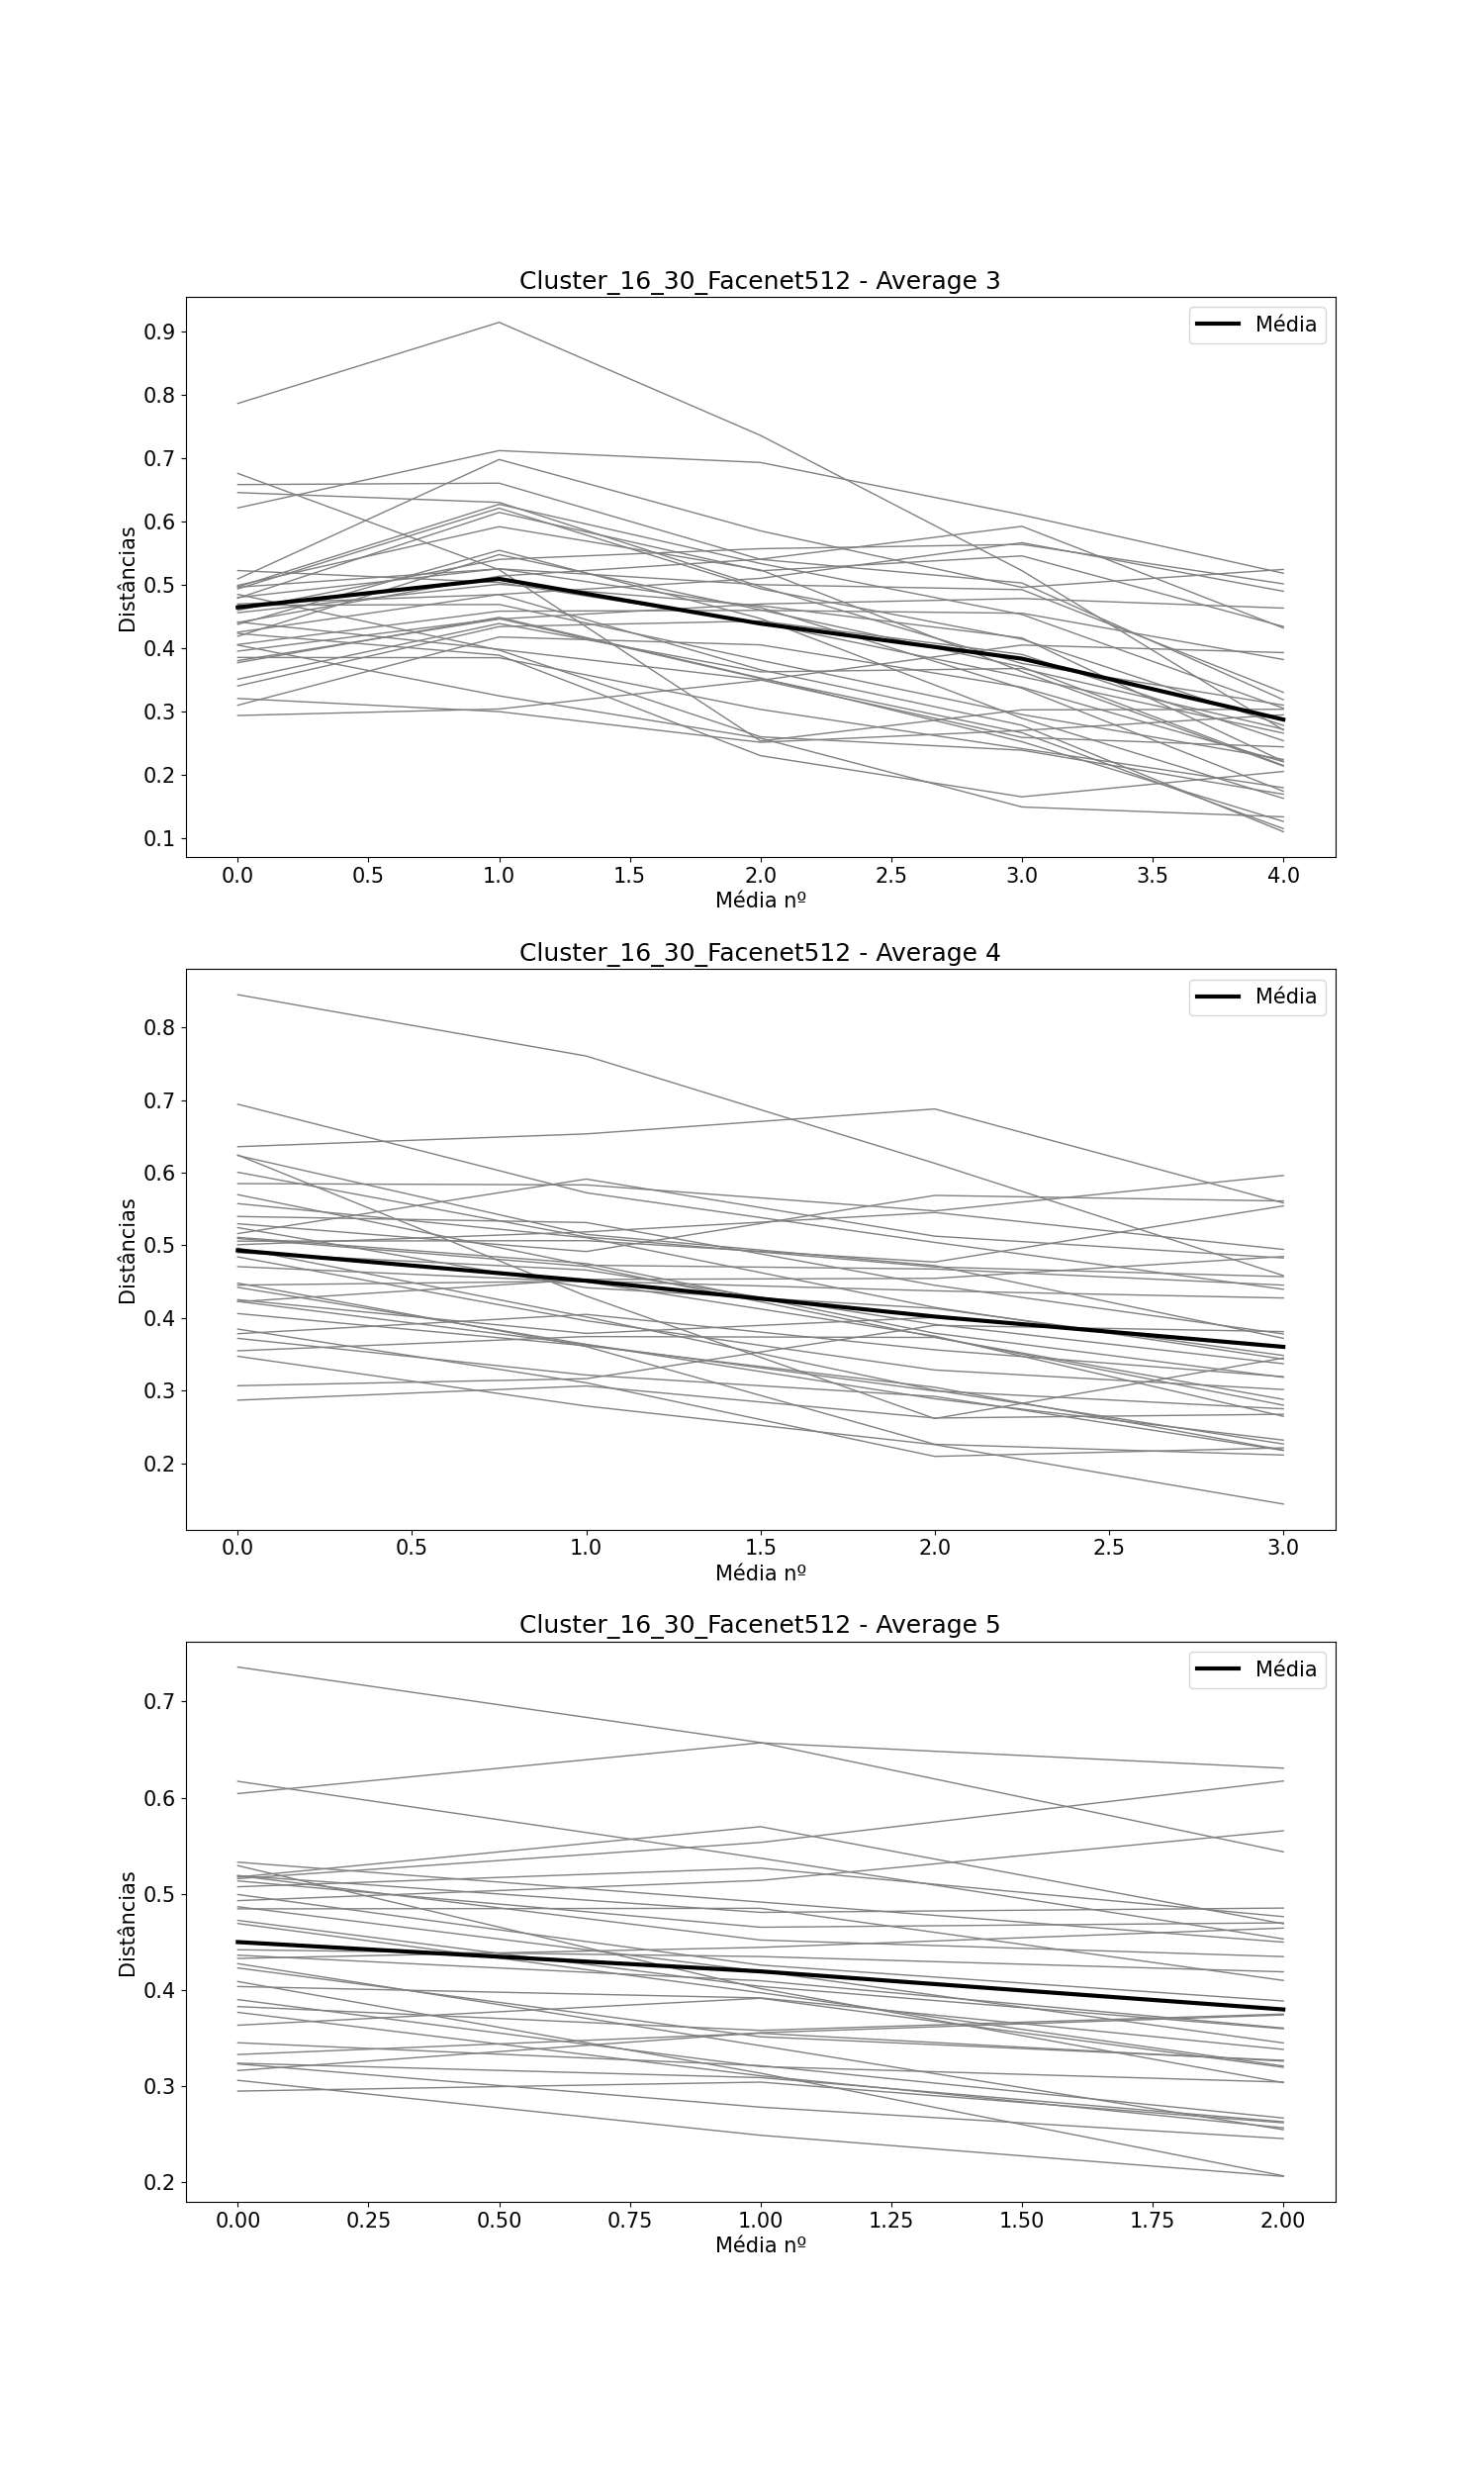 Cluster_16_30_Facenet512 - Average 3
Média
0.9
0.8
0.7
0.6
0.5
0.4
0.3
0.2
0.1
Distâncias
0.0 0.5 1.0 1.5 2.0 2.5 3.0 3.5 4.0
Média nº
Cluster_16_30_Facenet512 - Average 4
Média
0.8
0.7
0.6
0.5
0.4
0.3
0.2
Distâncias
0.0 0.5 1.0 1.5 2.0 2.5 3.0
Média nº
Cluster_16_30_Facenet512 - Average 5
Média
0.7
0.6
0.5
0.4
0.3
0.2
Distâncias
0.00 0.25 0.50 0.75 1.00 1.25 1.50 1.75 2.00
Média nº